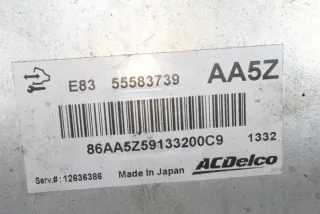 E83 55583739 AA5Z
86AA5Z59133200C9 1332
Serv.#: 12636386 Made in Japan ACDelco